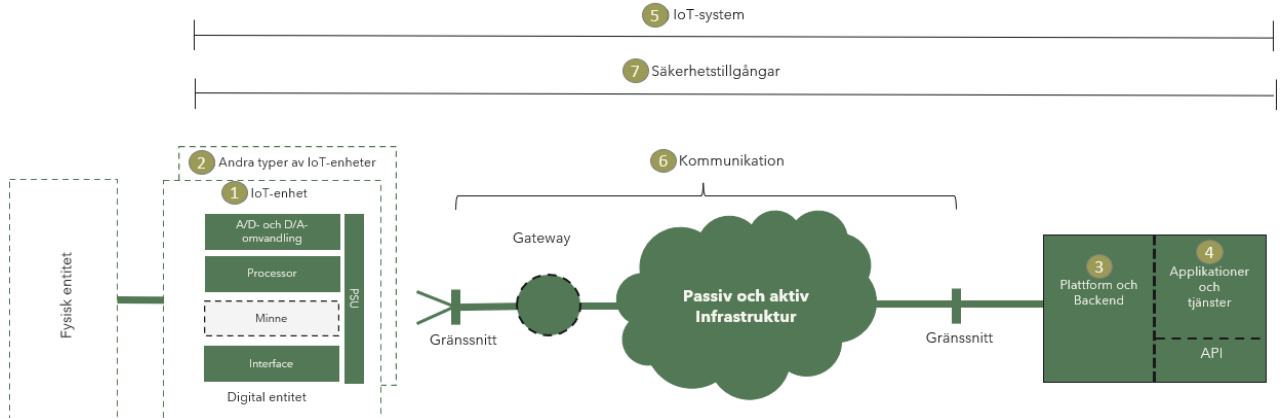 5 IoT-system
7 Säkerhetstillgångar
2 Andra typer av IoT-enheter
6 Kommunikation
1 IoT-enhet
Fysisk entitet
A/D- och D/A-
omvandling
Processor
Minne
Interface
PSU
Digital entitet
Gränssnitt
Gateway
Passiv och aktiv
Infrastruktur
Gränssnitt
3
Plattform och
Backend
4
Applikationer
och
tjänster
API